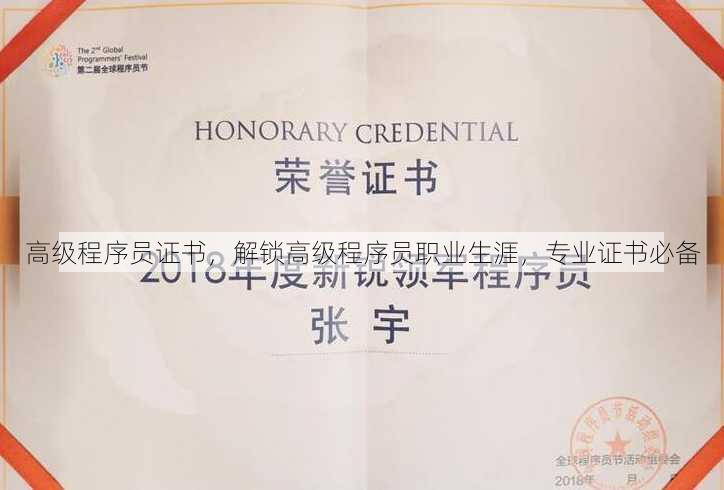 The 2nd Global
Programmers' Festival
第二届全球程序员节
HONORARY CREDENTIAL
荣誉证书
高级程序员证书，解锁高级程序员职业生涯，专业证书必备
2018年度新锐领军程序员
张宇
全球程序员节活动组委会
2018年 月 日